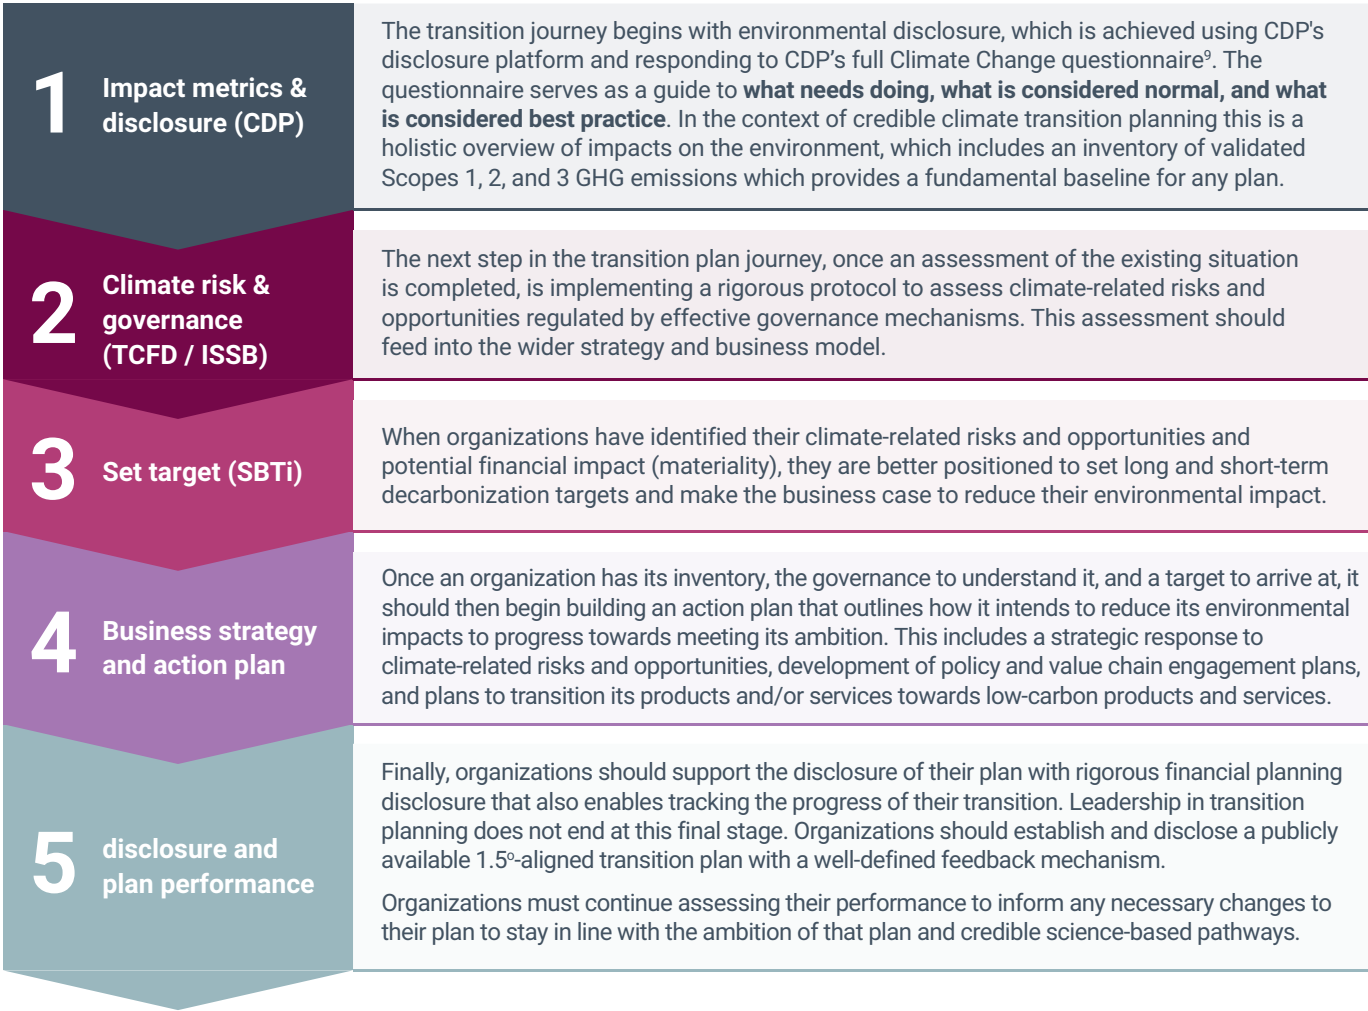 1
Impact metrics &
disclosure (CDP)
The transition journey begins with environmental disclosure, which is achieved using CDP's
disclosure platform and responding to CDP’s full Climate Change questionnaire⁹. The
questionnaire serves as a guide to what needs doing, what is considered normal, and what
is considered best practice. In the context of credible climate transition planning this is a
holistic overview of impacts on the environment, which includes an inventory of validated
Scopes 1, 2, and 3 GHG emissions which provides a fundamental baseline for any plan.
2
Climate risk &
governance
(TCFD / ISSB)
The next step in the transition plan journey, once an assessment of the existing situation
is completed, is implementing a rigorous protocol to assess climate-related risks and
opportunities regulated by effective governance mechanisms. This assessment should
feed into the wider strategy and business model.
3
Set target (SBTi)
When organizations have identified their climate-related risks and opportunities and
potential financial impact (materiality), they are better positioned to set long and short-term
decarbonization targets and make the business case to reduce their environmental impact.
4
Business strategy
and action plan
Once an organization has its inventory, the governance to understand it, and a target to arrive at, it
should then begin building an action plan that outlines how it intends to reduce its environmental
impacts to progress towards meeting its ambition. This includes a strategic response to
climate-related risks and opportunities, development of policy and value chain engagement plans,
and plans to transition its products and/or services towards low-carbon products and services.
5
disclosure and
plan performance
Finally, organizations should support the disclosure of their plan with rigorous financial planning
disclosure that also enables tracking the progress of their transition. Leadership in transition
planning does not end at this final stage. Organizations should establish and disclose a publicly
available 1.5º-aligned transition plan with a well-defined feedback mechanism.
Organizations must continue assessing their performance to inform any necessary changes to
their plan to stay in line with the ambition of that plan and credible science-based pathways.